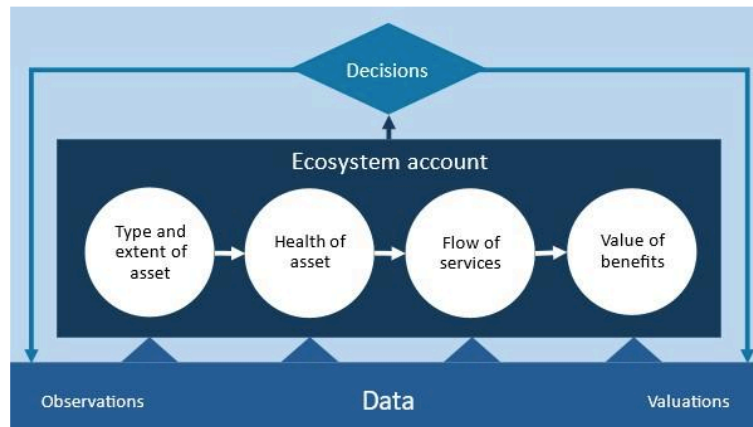 Decisions
Ecosystem account
Type and
extent of
asset
Health of
asset
Flow of
services
Value of
benefits
Observations
Data
Valuations